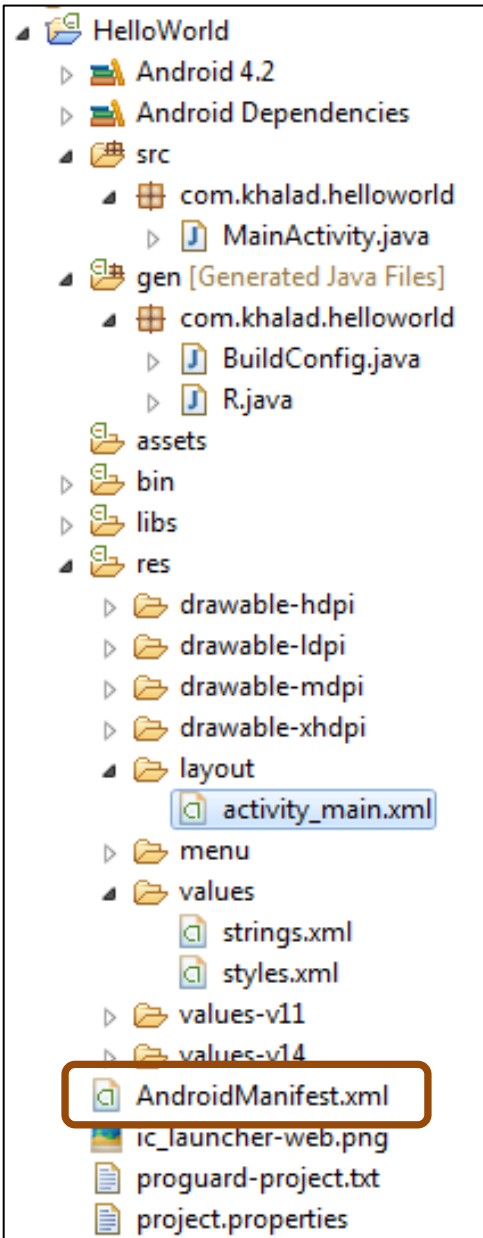 HelloWorld
Android 4.2
Android Dependencies
src
com.khalad.helloworld
MainActivity.java
gen [Generated Java Files]
com.khalad.helloworld
BuildConfig.java
R.java
assets
bin
libs
res
drawable-hdpi
drawable-ldpi
drawable-mdpi
drawable-xhdpi
layout
activity_main.xml
menu
values
strings.xml
styles.xml
values-v11
values-v14
AndroidManifest.xml
ic_launcher-web.png
proguard-project.txt
project.properties